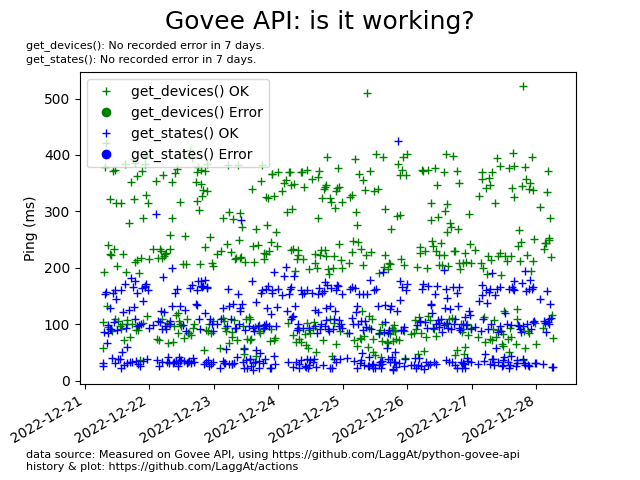 Govee API: is it working?
get_devices(): No recorded error in 7 days.
get_states(): No recorded error in 7 days.
get_devices() OK
get_devices() Error
get_states() OK
get_states() Error
Ping (ms)
500
400
300
200
100
0
2022-12-21
2022-12-22
2022-12-23
2022-12-24
2022-12-25
2022-12-26
2022-12-27
2022-12-28
data source: Measured on Govee API, using https://github.com/LaggAt/python-govee-api
history & plot: https://github.com/LaggAt/actions